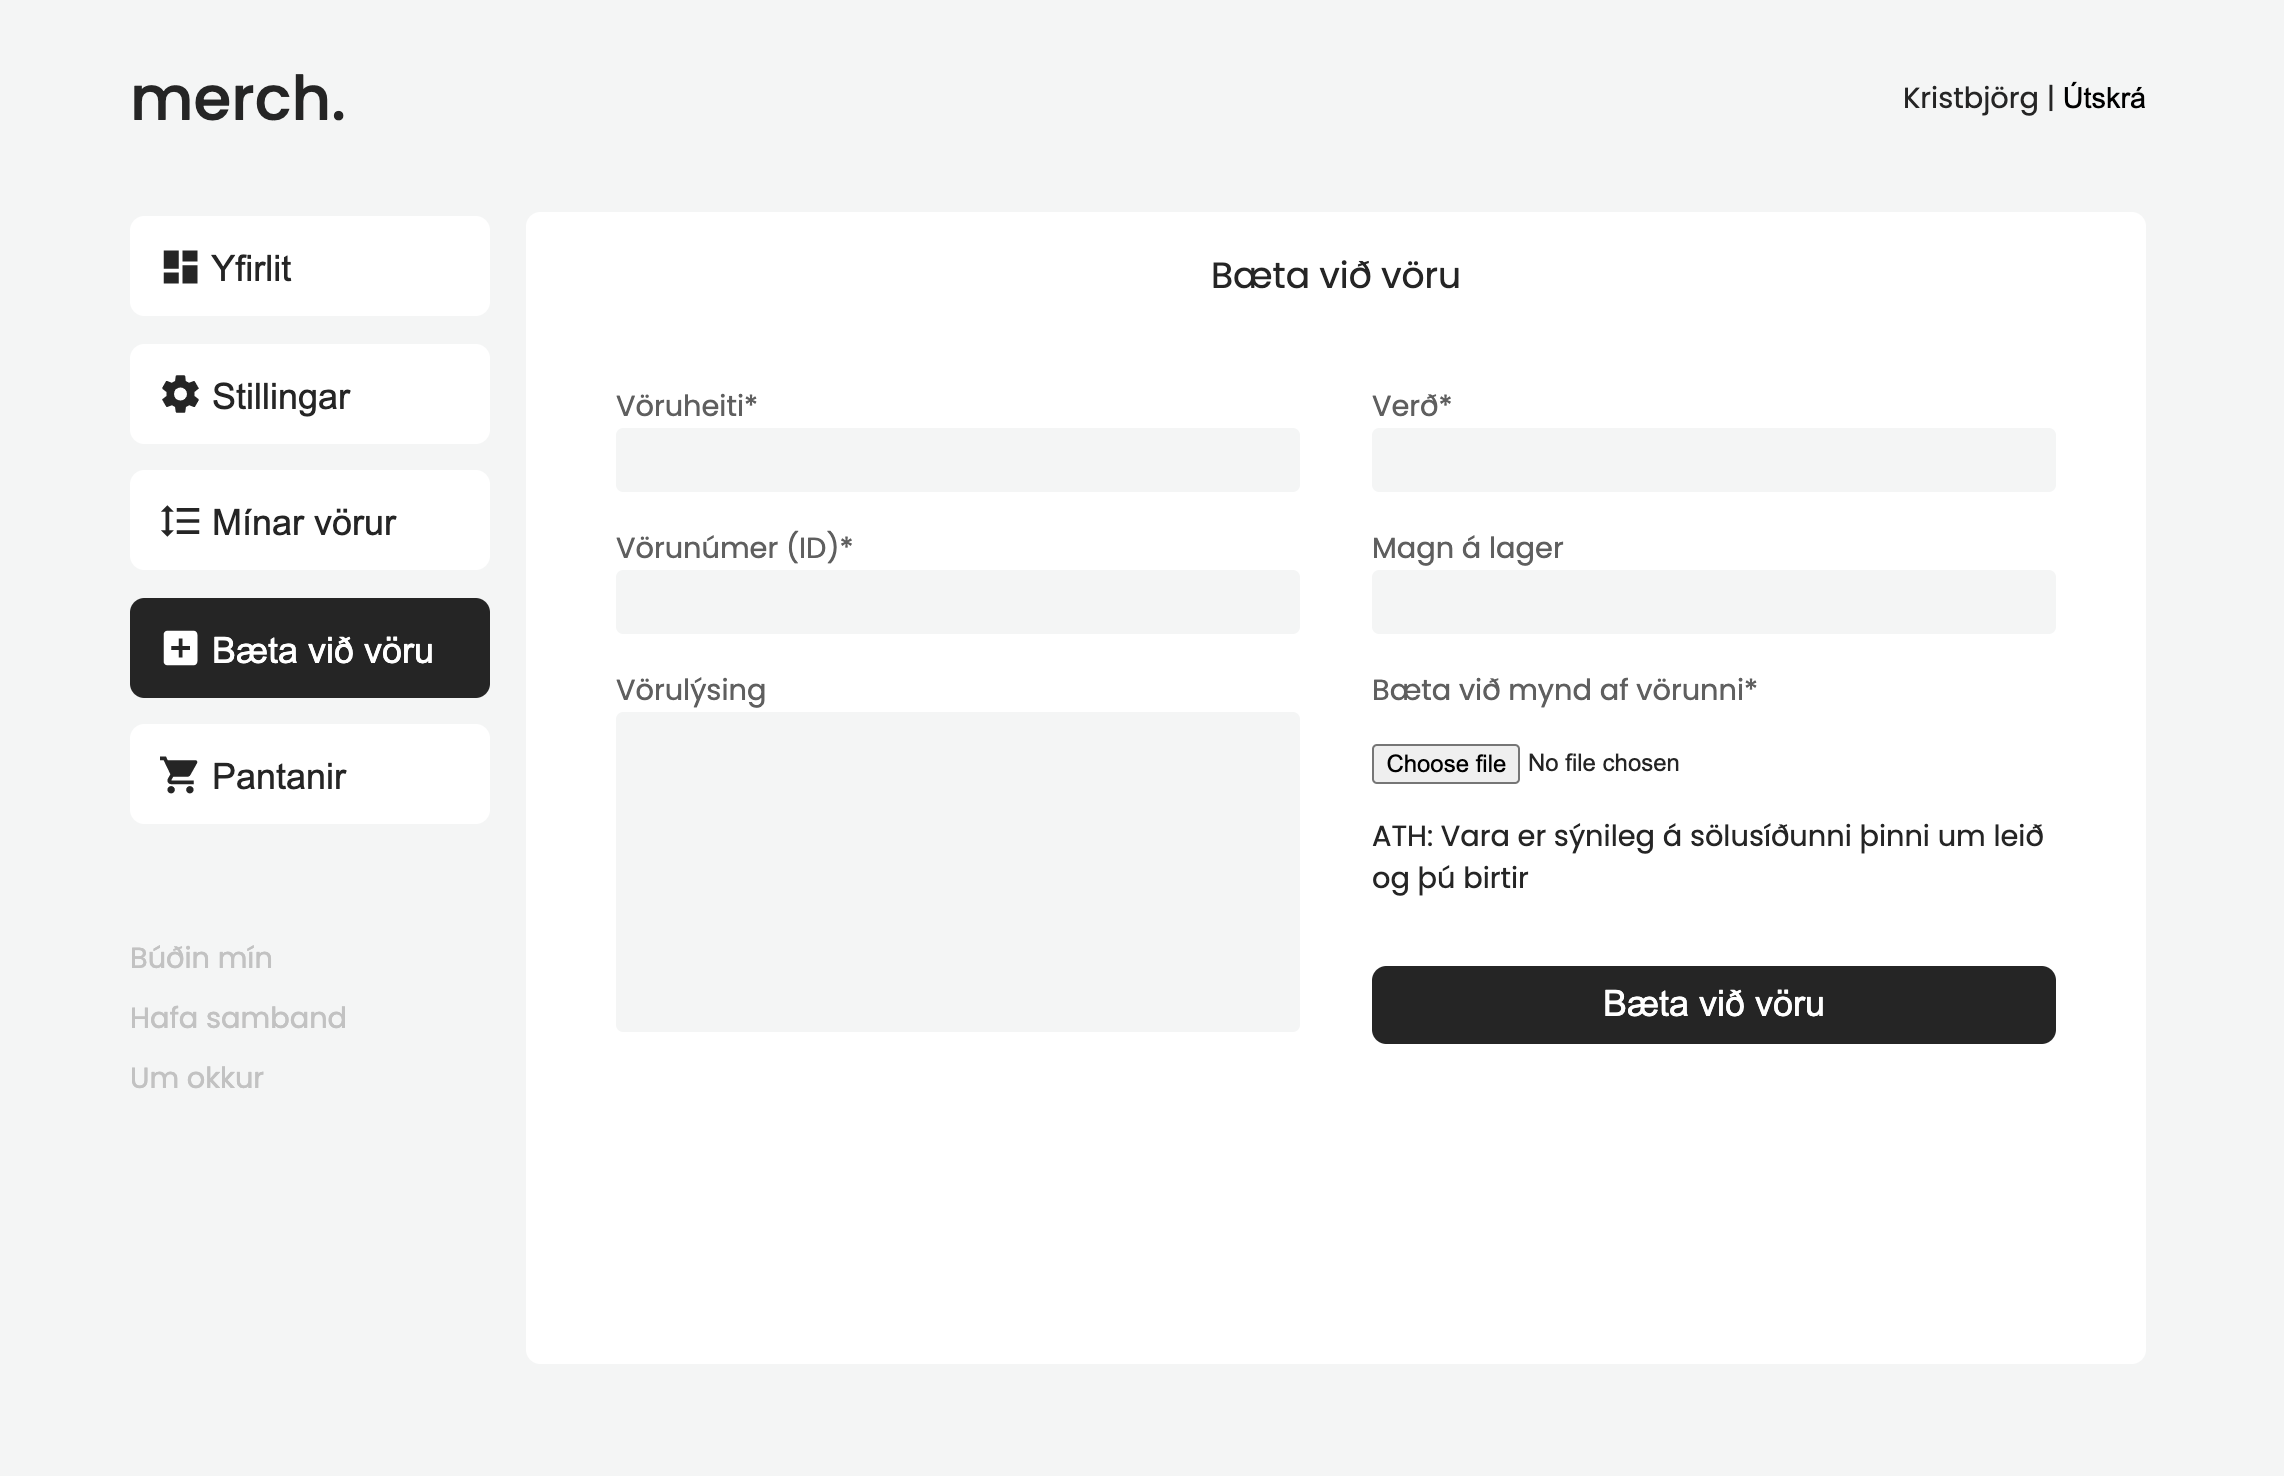 merch.
Kristbjörg | Útskrá
Yfirlit
Stillingar
Mínar vörur
Bæta við vöru
Pantanir
Búðin mín
Hafa samband
Um okkur
Bæta við vöru
Vöruheiti*
Verð*
Vörunúmer (ID)*
Magn á lager
Vörulýsing
Bæta við mynd af vörunni*
Choose file No file chosen
ATH: Vara er sýnileg á sölusíðunni þinni um leið
og þú birtir
Bæta við vöru